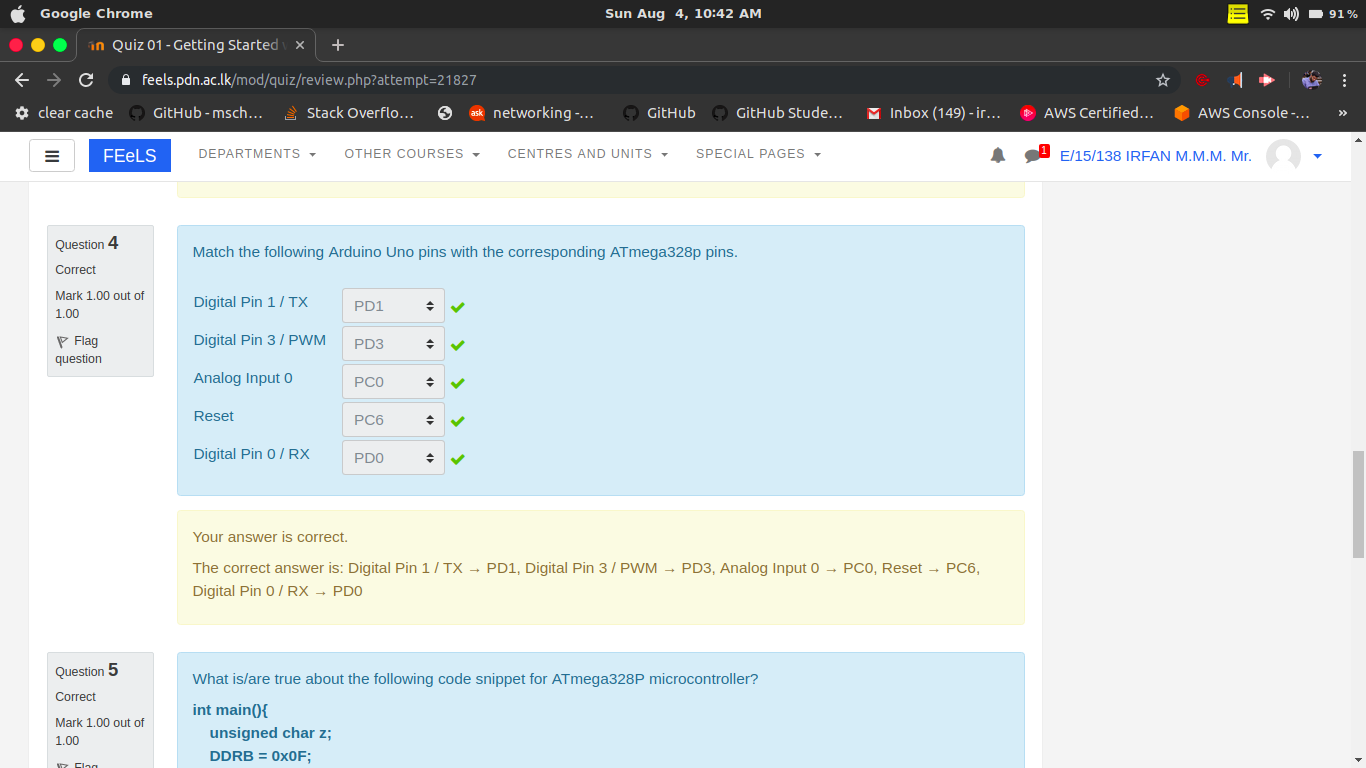 Google Chrome
Sun Aug 4, 10:42 AM
91%
Quiz 01 - Getting Started
feels.pdn.ac.lk/mod/quiz/review.php?attempt=21827
clear cache
GitHub - msch...
Stack Overflo...
ask
networking -...
GitHub
GitHub Stude...
Inbox (149) - ir...
AWS Certified...
AWS Console -...
»
FEeLS
DEPARTMENTS
OTHER COURSES
CENTRES AND UNITS
SPECIAL PAGES
1
E/15/138 IRFAN M.M.M. Mr.
Question 4
Correct
Mark 1.00 out of
1.00
Flag
question
Match the following Arduino Uno pins with the corresponding ATmega328p pins.
Digital Pin 1 / TX PD1
Digital Pin 3 / PWM PD3
Analog Input 0 PC0
Reset PC6
Digital Pin 0 / RX PD0
Your answer is correct.
The correct answer is: Digital Pin 1 / TX → PD1, Digital Pin 3 / PWM → PD3, Analog Input 0 → PC0, Reset → PC6,
Digital Pin 0 / RX → PD0
Question 5
Correct
Mark 1.00 out of
1.00
Flag
What is/are true about the following code snippet for ATmega328P microcontroller?
int main(){
unsigned char z;
DDRB = 0x0F;